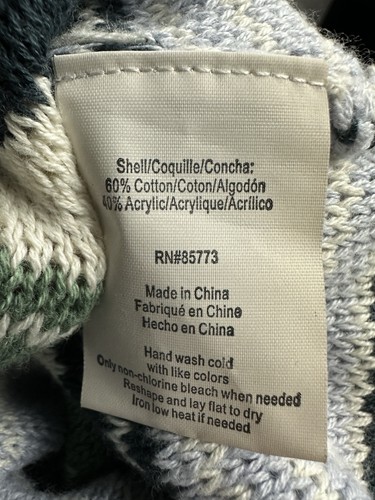 Shell/Coquille/Concha:
60% Cotton/Coton/Algodón
40% Acrylic/Acrylique/Acrílico
RN#85773
Made in China
Fabriqué en Chine
Hecho en China
Hand wash cold
with like colors
Only non-chlorine bleach when needed
Reshape and lay flat to dry
Iron low heat if needed